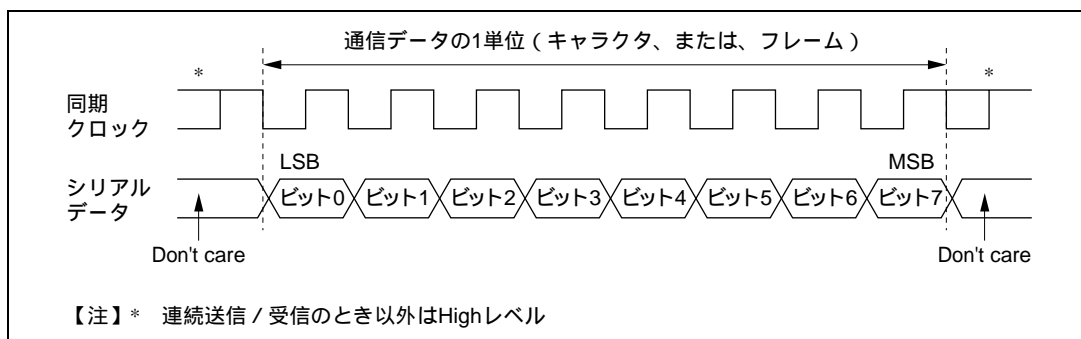 通信データの1単位（キャラクタ、または、フレーム）
* *
同期
クロック
LSB MSB
シリアル
データ
ビット0 ビット1 ビット2 ビット3 ビット4 ビット5 ビット6 ビット7
Don't care Don't care
【注】* 連続送信／受信のとき以外はHighレベル